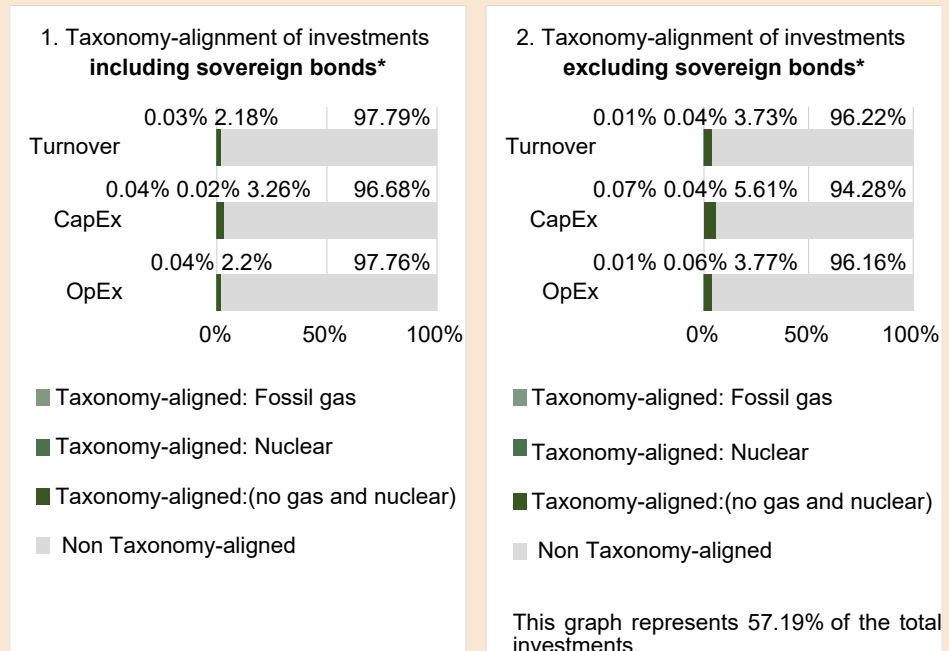 1. Taxonomy-alignment of investments
including sovereign bonds*
0.03% 2.18% 97.79%
Turnover
0.04% 0.02% 3.26% 96.68%
CapEx
0.04% 2.2% 97.76%
OpEx
0% 50% 100%
Taxonomy-aligned: Fossil gas
Taxonomy-aligned: Nuclear
Taxonomy-aligned:(no gas and nuclear)
Non Taxonomy-aligned
2. Taxonomy-alignment of investments
excluding sovereign bonds*
0.01% 0.04% 3.73% 96.22%
Turnover
0.07% 0.04% 5.61% 94.28%
CapEx
0.01% 0.06% 3.77% 96.16%
OpEx
0% 50% 100%
Taxonomy-aligned: Fossil gas
Taxonomy-aligned: Nuclear
Taxonomy-aligned:(no gas and nuclear)
Non Taxonomy-aligned
This graph represents 57.19% of the total
investments.